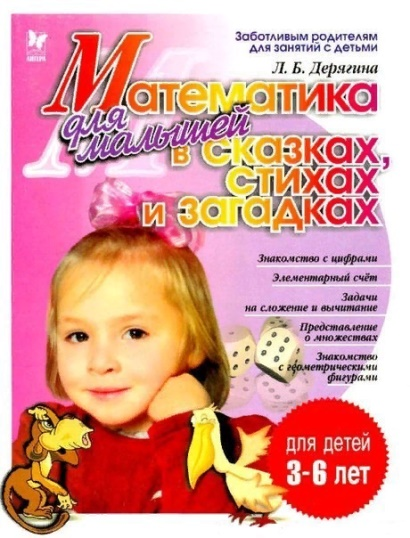 Заботливым родителям
для занятий с детьми
Л. Б. Дерягина
Математика
для
малышей
в сказках,
стихах
и загадках
Знакомство с цифрами
Элементарный счёт
Задачи
на сложение и вычитание
Представление
о множествах
Знакомство
с геометрическими
фигурами
для детей
3-6 лет